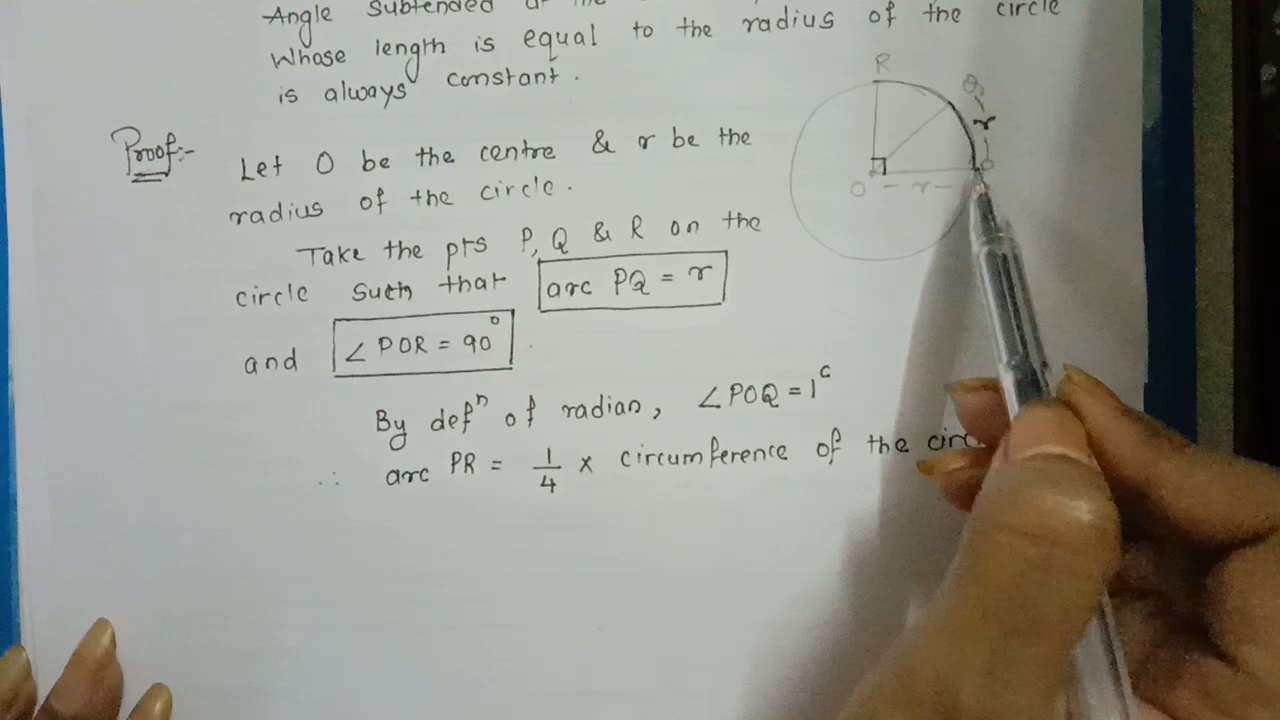 Angle subtended
Whose length is equal to the radius of the circle
is always constant.
Proof:-
Let O be the centre & r be the
radius of the circle.
Take the pts P, Q & R on the
circle such that arc PQ = r
and ∠POR = 90°
By defⁿ of radian, ∠POQ = 1ᶜ
∴ arc PR = 1/4 × circumference of the
R
Q
r
P
O - r -